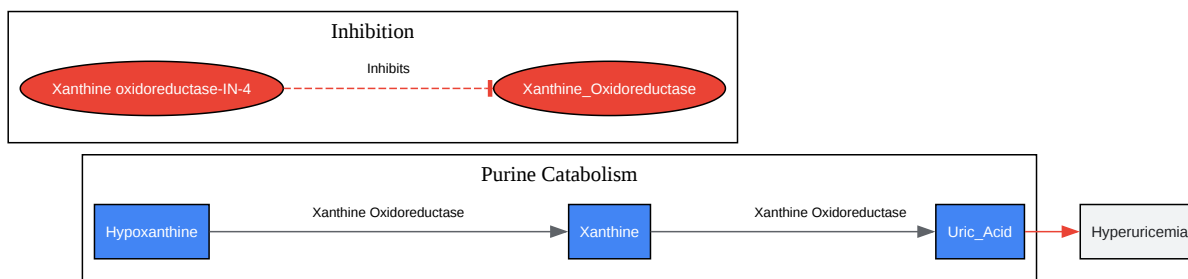 Inhibition
Xanthine oxidoreductase-IN-4
Inhibits
Xanthine_Oxidoreductase
Purine Catabolism
Hypoxanthine
Xanthine Oxidoreductase
Xanthine
Xanthine Oxidoreductase
Uric_Acid
Hyperuricemia